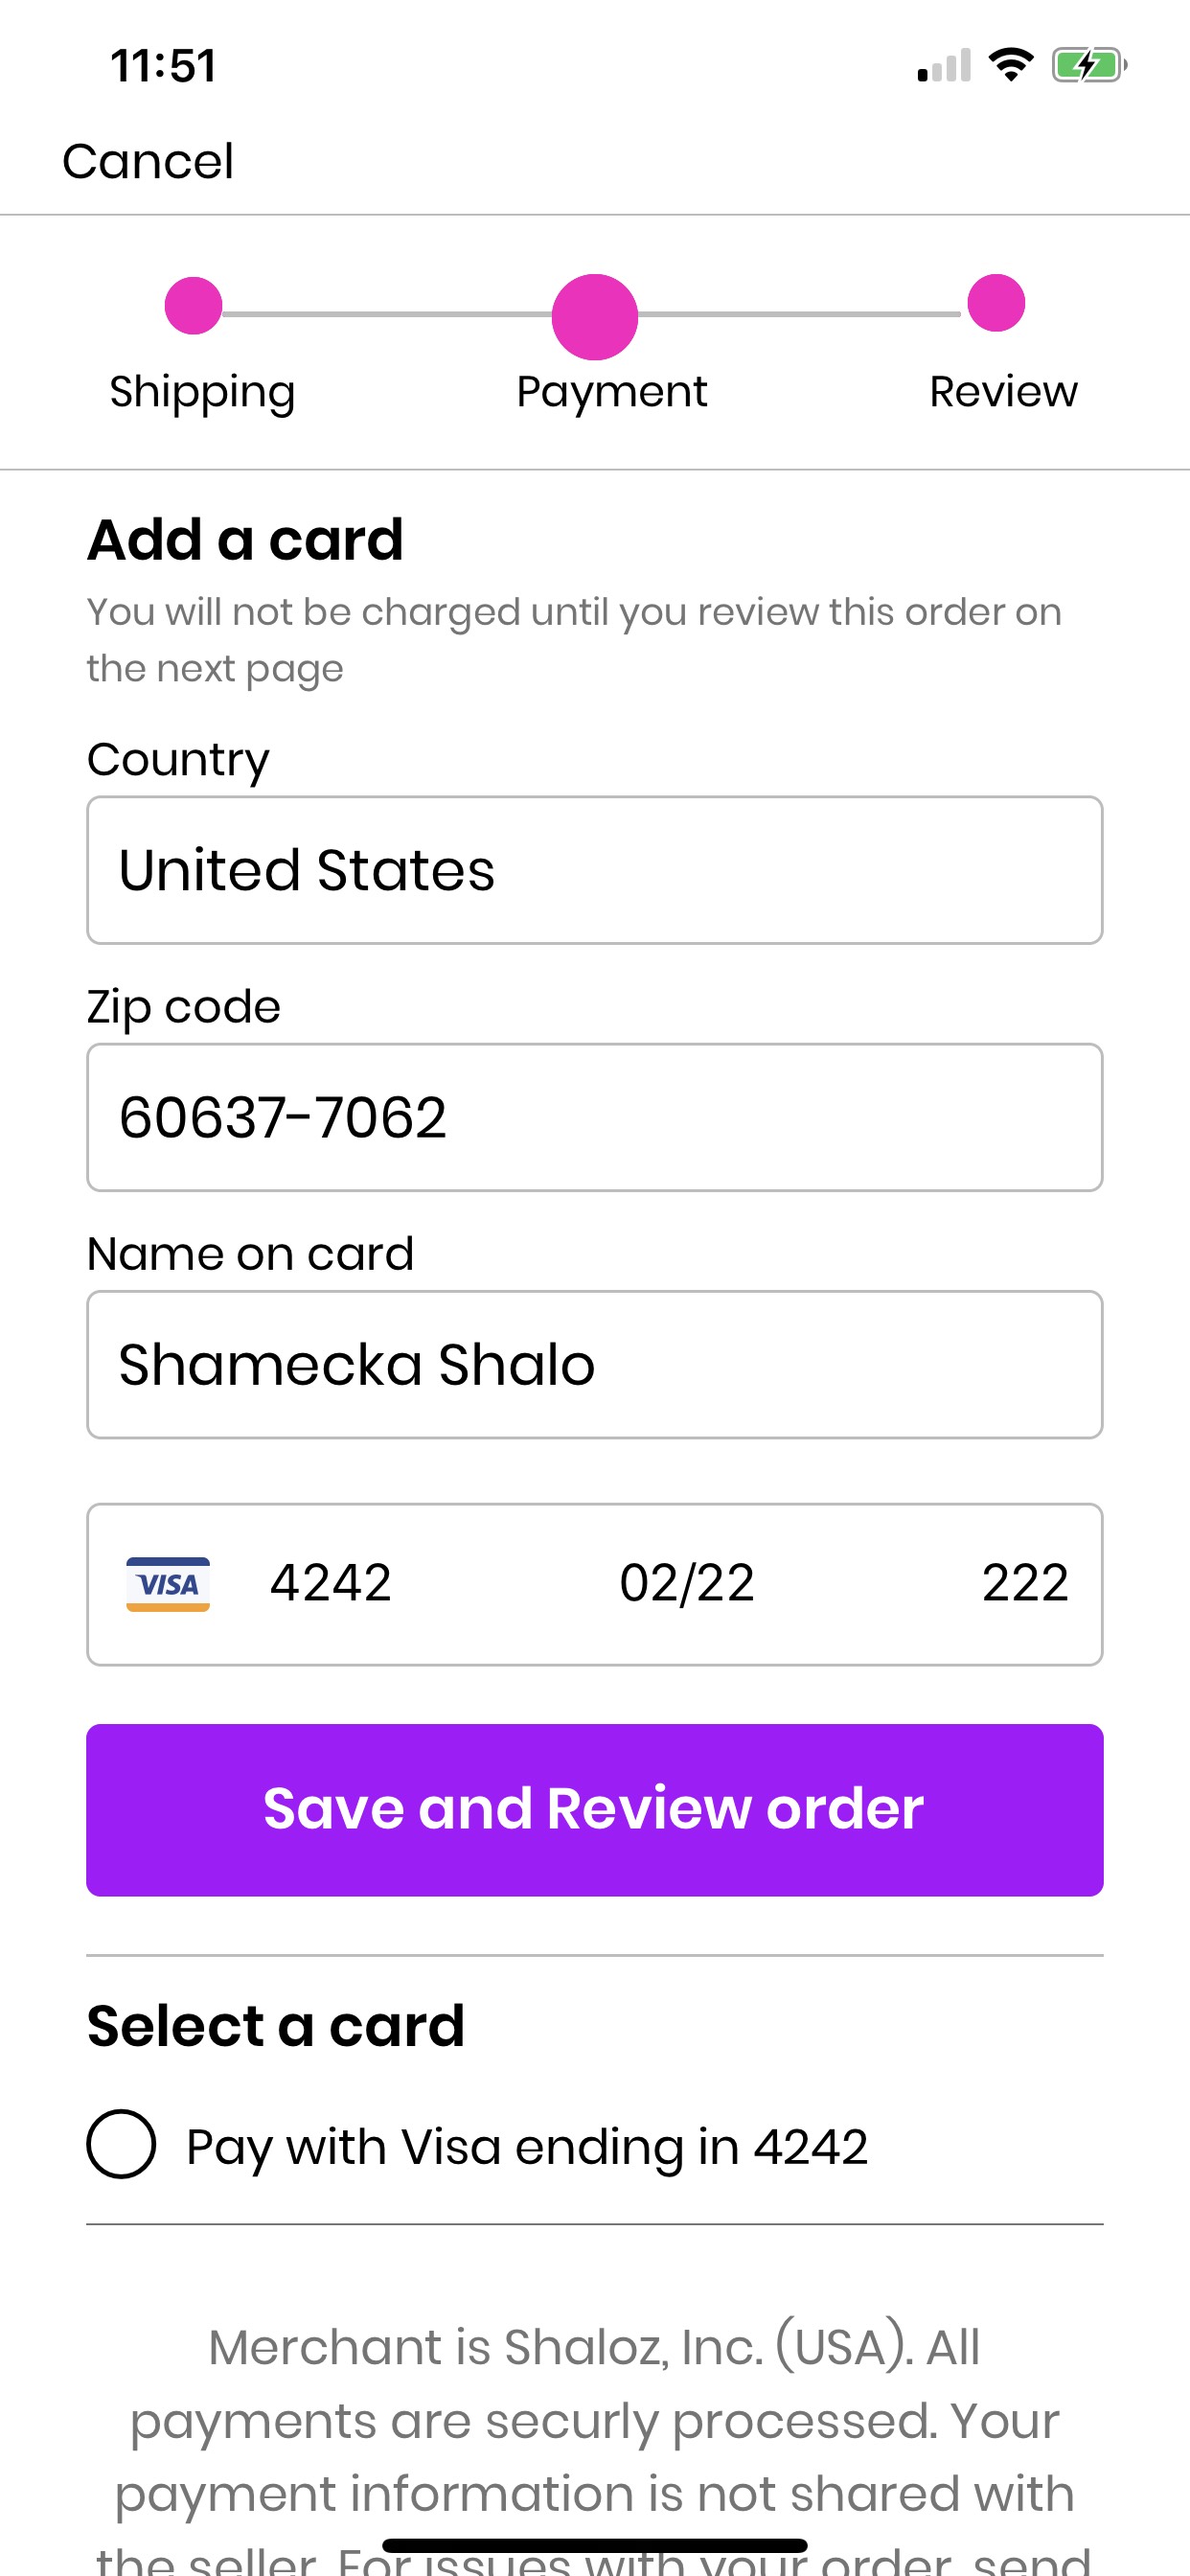 11:51
Cancel
Shipping Payment Review
Add a card
You will not be charged until you review this order on
the next page
Country
United States
Zip code
60637-7062
Name on card
Shamecka Shalo
VISA 4242 02/22 222
Save and Review order
Select a card
Pay with Visa ending in 4242
Merchant is Shaloz, Inc. (USA). All
payments are securly processed. Your
payment information is not shared with
the seller. For issues with your order, send